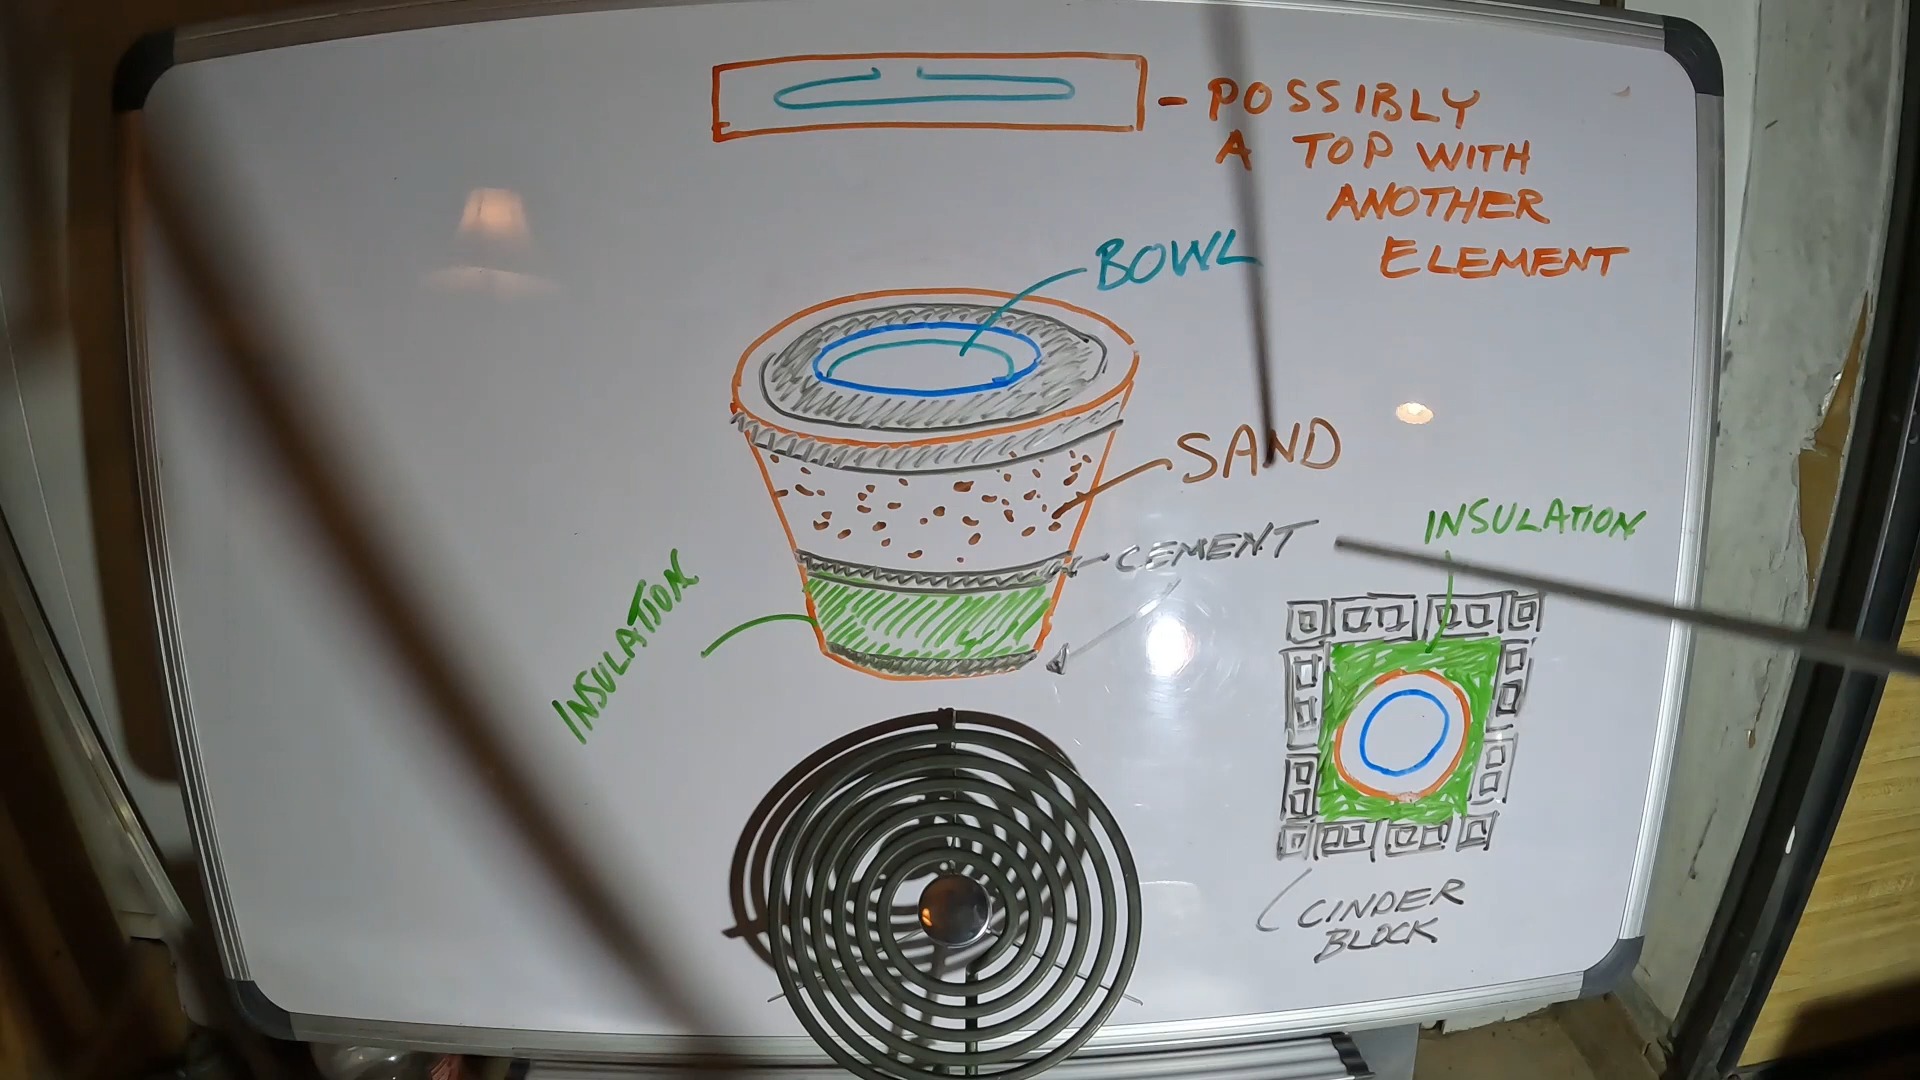 - POSSIBLY
A TOP WITH
ANOTHER
ELEMENT
BOWL
SAND
CEMENT
INSULATION
INSULATION
CINDER
BLOCK